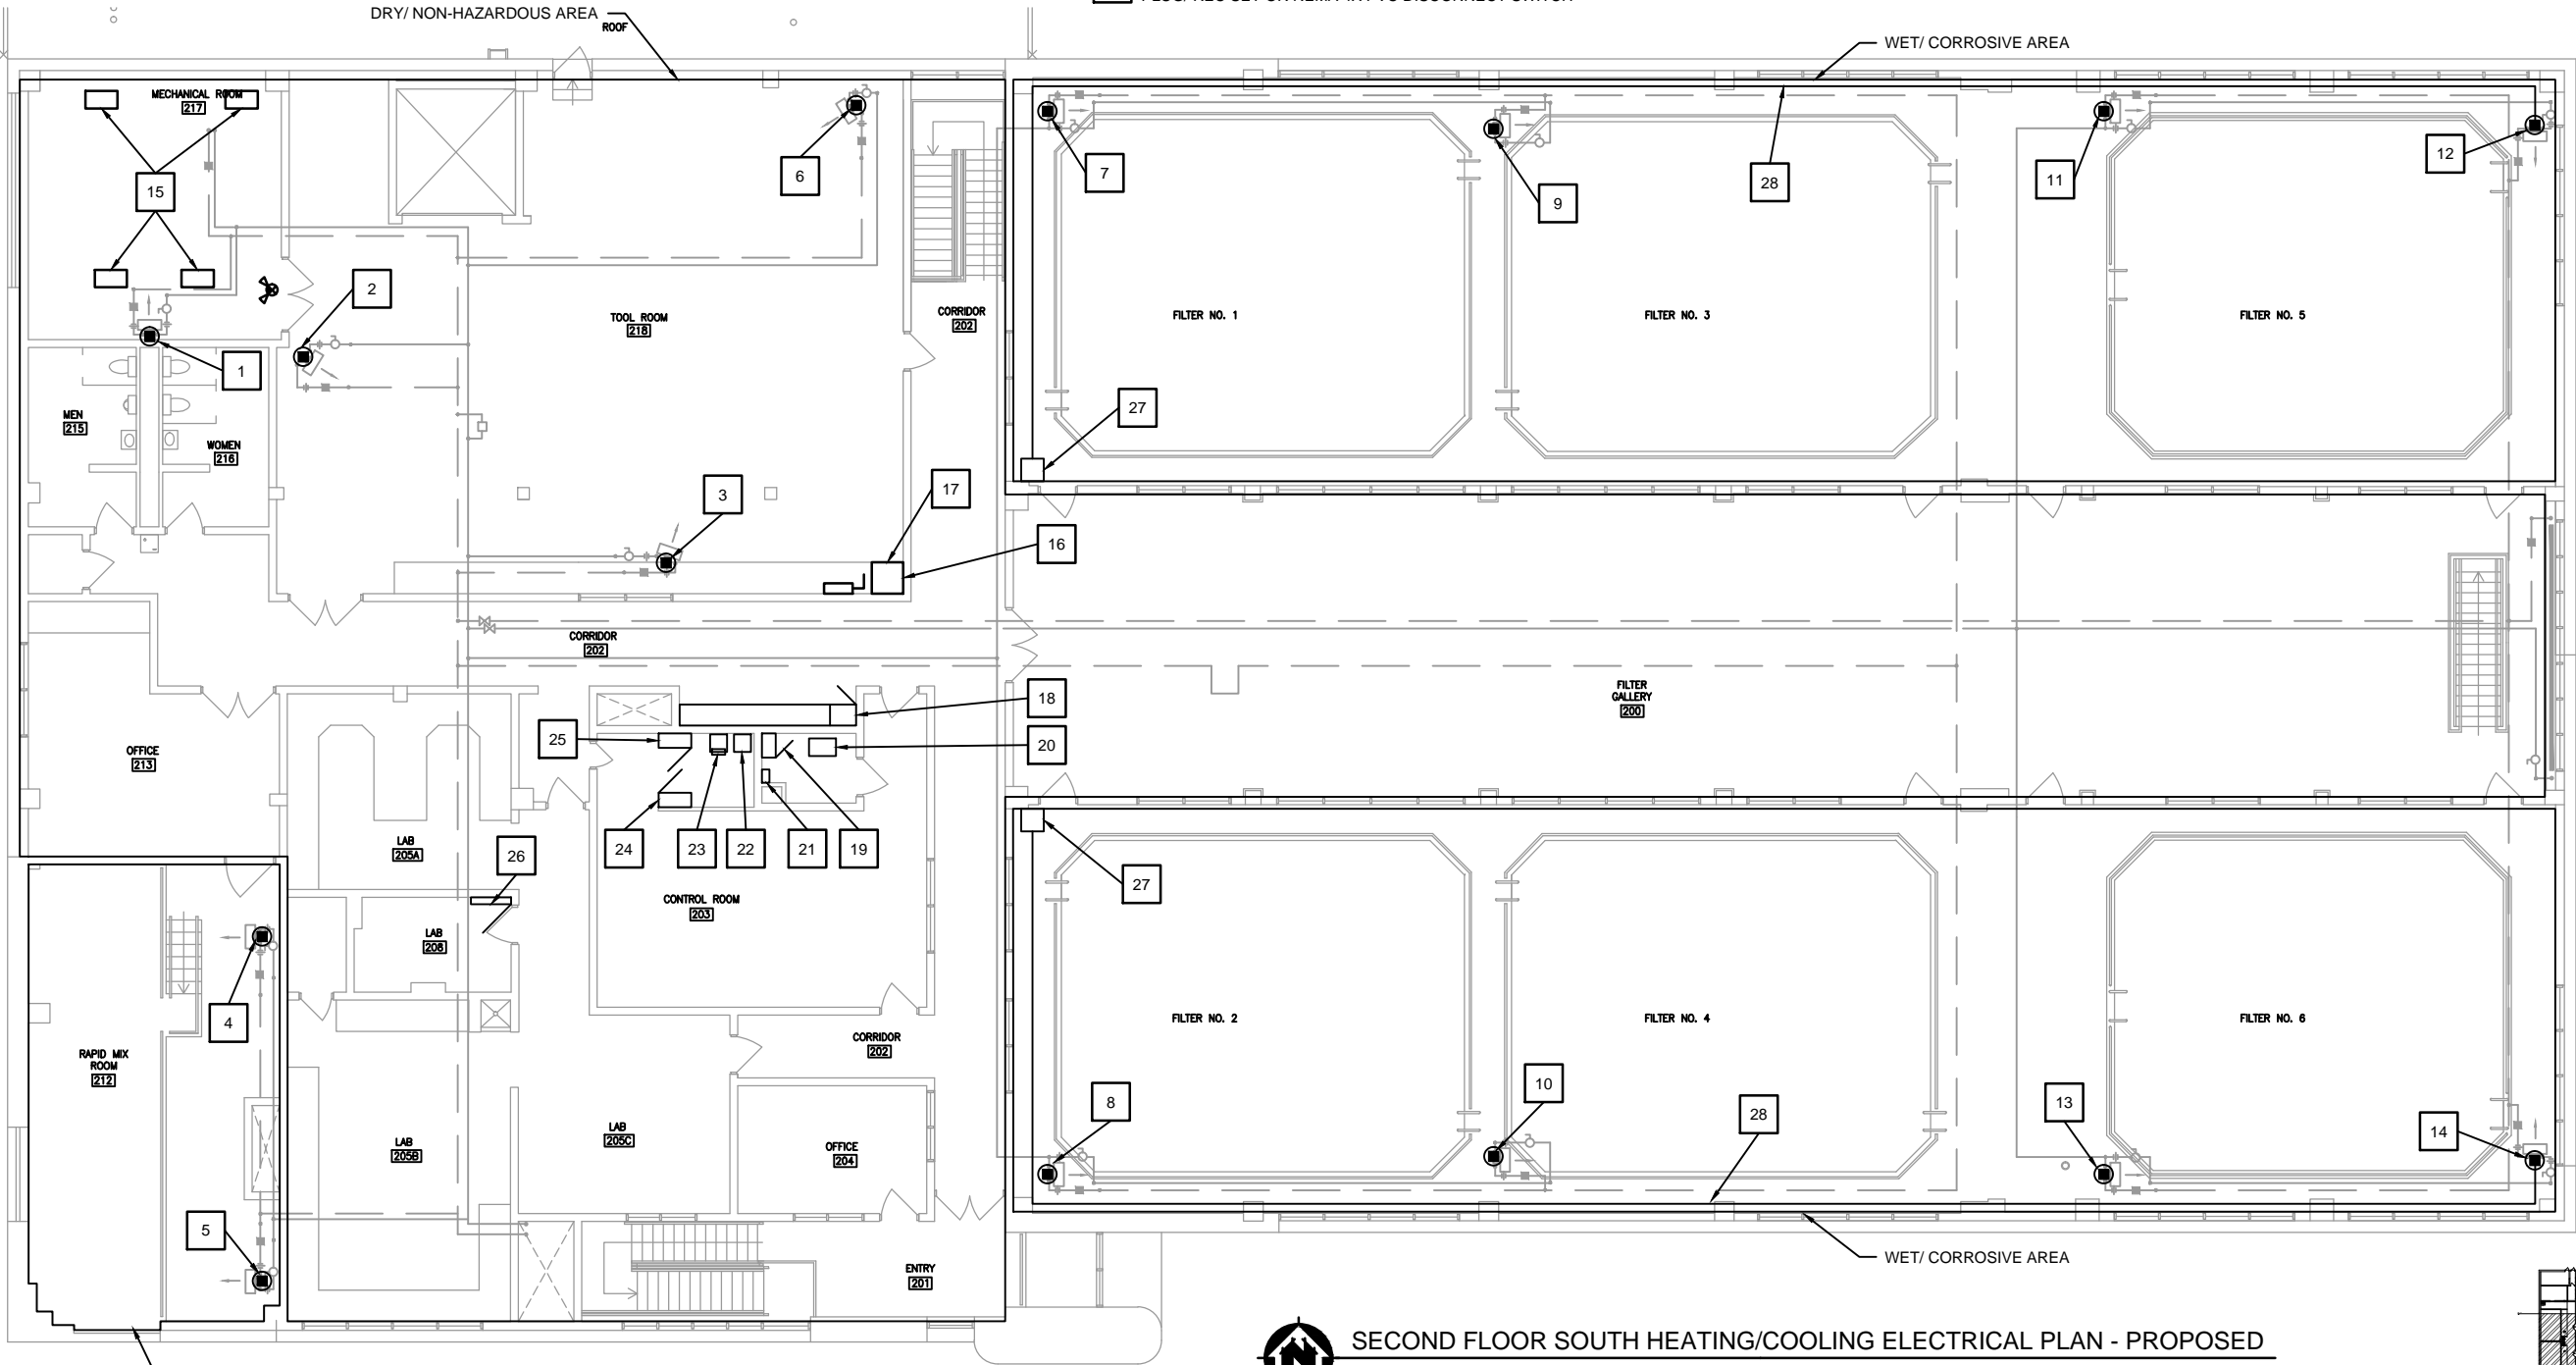 DRY/ NON-HAZARDOUS AREA
ROOF
WET/ CORROSIVE AREA
MECHANICAL ROOM
217
15
6
7
9
28
11
12
2
1
TOOL ROOM
218
CORRIDOR
202
FILTER NO. 1
FILTER NO. 3
FILTER NO. 5
MEN
215
WOMEN
216
27
3
17
16
CORRIDOR
202
FILTER
GALLERY
200
18
25
20
OFFICE
213
24
23
22
21
19
LAB
205A
26
27
CONTROL ROOM
203
LAB
208
4
RAPID MIX
ROOM
212
CORRIDOR
202
FILTER NO. 2
FILTER NO. 4
FILTER NO. 6
8
10
28
13
14
LAB
205B
LAB
205C
OFFICE
204
5
ENTRY
201
WET/ CORROSIVE AREA
N
SECOND FLOOR SOUTH HEATING/COOLING ELECTRICAL PLAN - PROPOSED